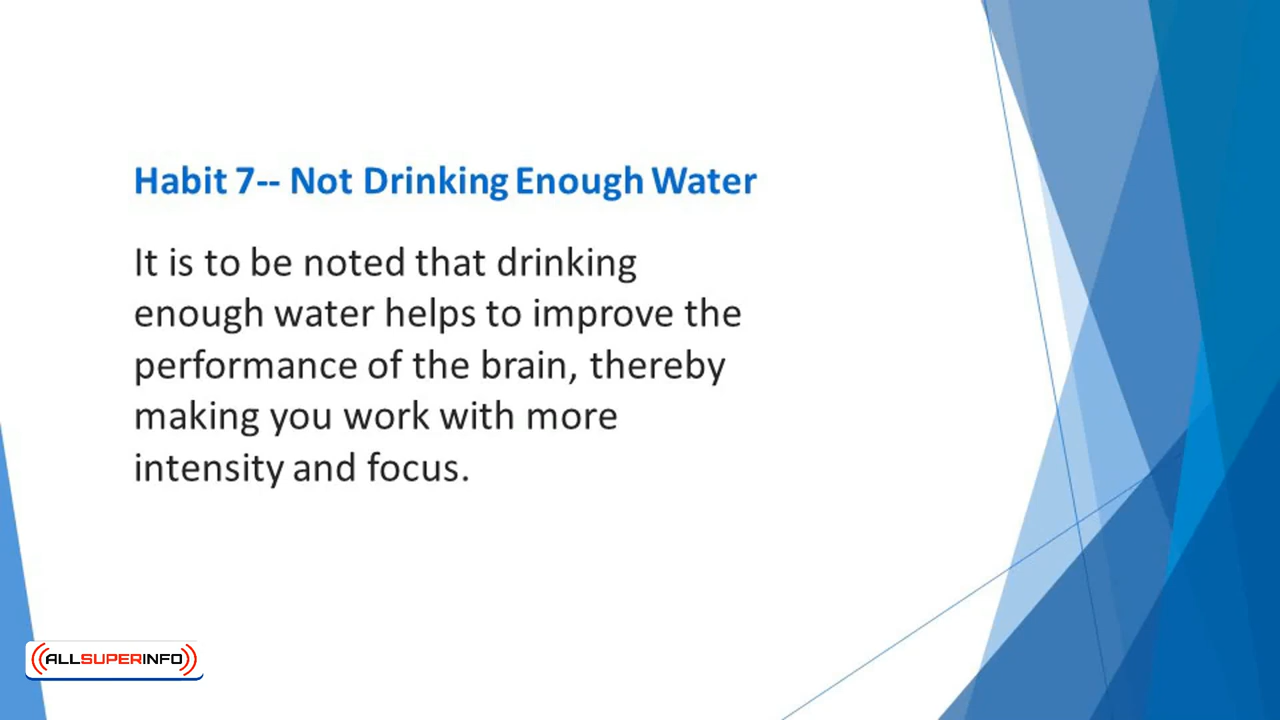 Habit 7-- Not Drinking Enough Water
It is to be noted that drinking
enough water helps to improve the
performance of the brain, thereby
making you work with more
intensity and focus.
ALLSUPERINFO